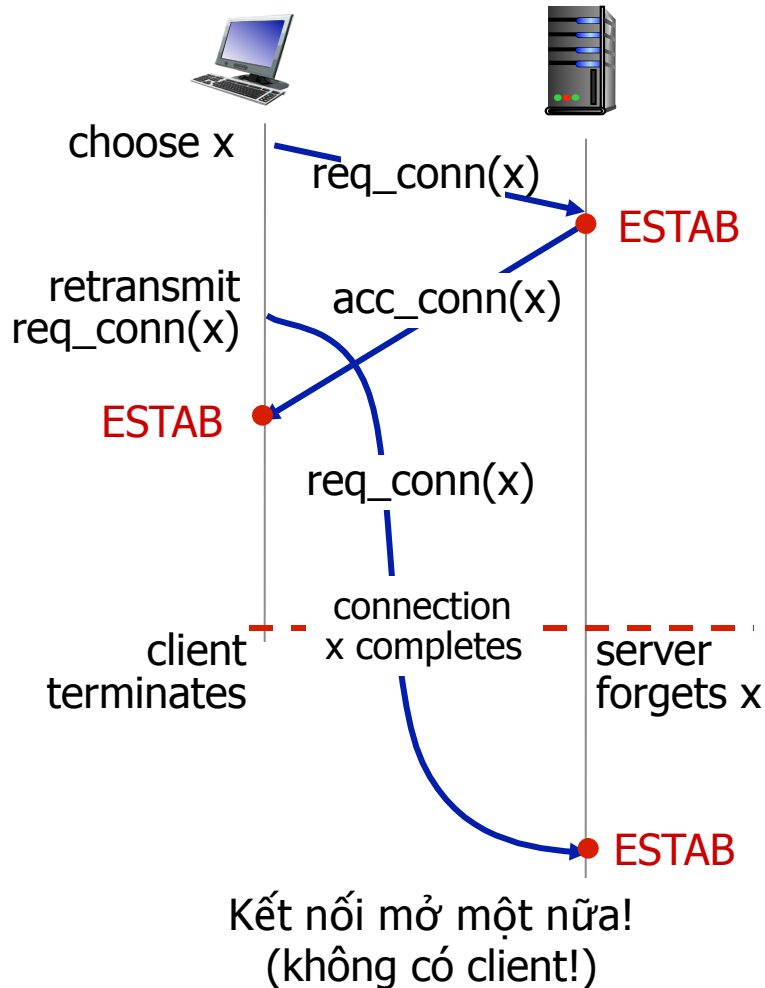 choose x
req_conn(x)
ESTAB
retransmit
req_conn(x)
acc_conn(x)
ESTAB
req_conn(x)
connection
x completes
client
terminates
server
forgets x
ESTAB
Kết nối mở một nữa!
(không có client!)